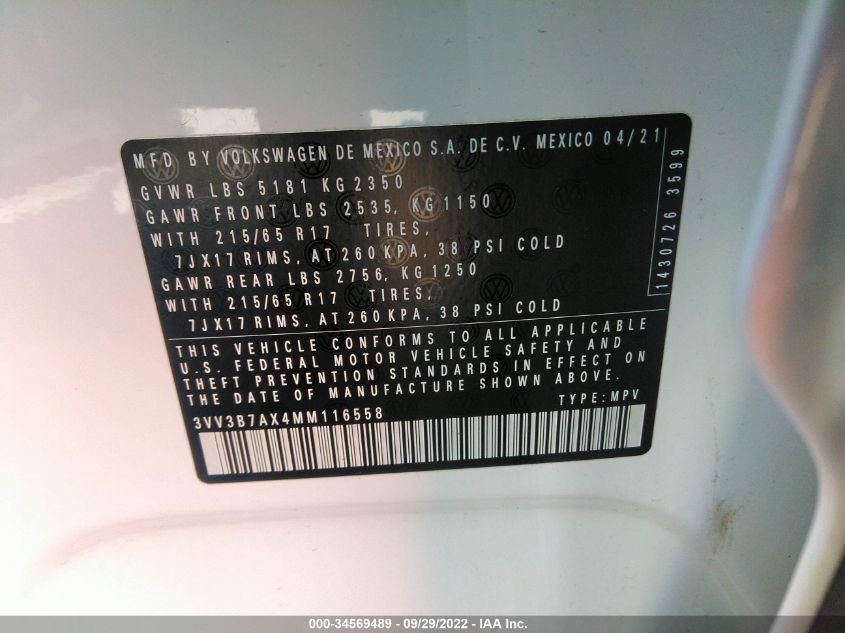 MFD BY VOLKSWAGEN DE MEXICO S.A. DE C.V. MEXICO 04/21
GVWR LBS 5181 KG 2350
GAWR FRONT LBS 2535, KG 1150
WITH 215/65 R17 TIRES,
7JX17 RIMS, AT 260 KPA, 38 PSI COLD
GAWR REAR LBS 2756, KG 1250
WITH 215/65 R17 TIRES,
7JX17 RIMS, AT 260 KPA, 38 PSI COLD
1430726 3599
THIS VEHICLE CONFORMS TO ALL APPLICABLE
U.S. FEDERAL MOTOR VEHICLE SAFETY AND
THEFT PREVENTION STANDARDS IN EFFECT ON
THE DATE OF MANUFACTURE SHOWN ABOVE.
TYPE: MPV
3VV3B7AX4MM116558
000-34569489 - 09/29/2022 - IAA Inc.